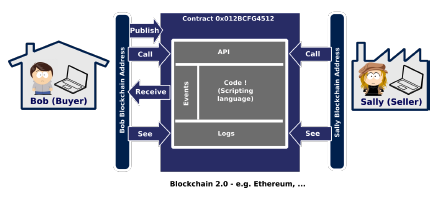 Contract 0x012BCFG4512
Publish
Call
API
Call
Bob Blockchain Address
Sally Blockchain Address
Receive
Events
Code !
(Scripting
language)
Bob (Buyer)
Sally (Seller)
See
Logs
See
Blockchain 2.0 - e.g. Ethereum, ...